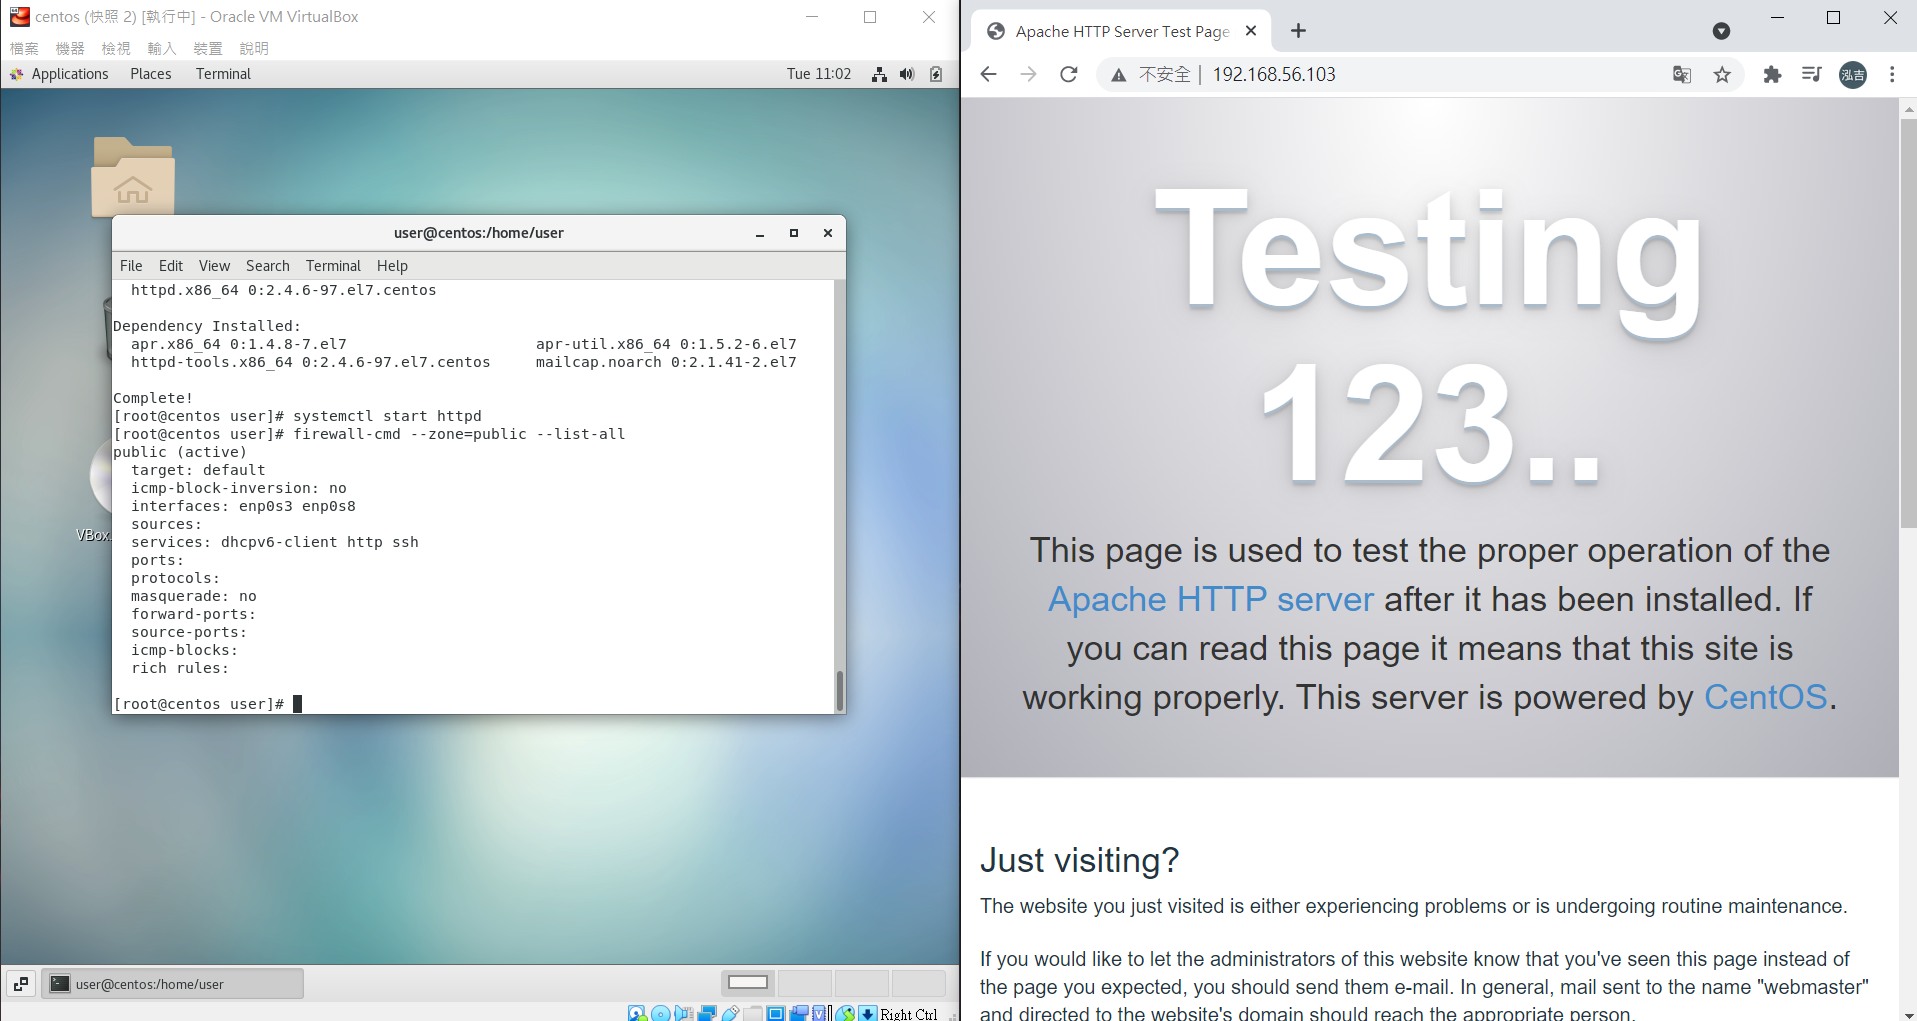 centos (快照 2) [執行中] - Oracle VM VirtualBox
檔案 機器 檢視 輸入 裝置 說明
Applications Places Terminal Tue 11:02
user@centos:/home/user
File Edit View Search Terminal Help
httpd.x86_64 0:2.4.6-97.el7.centos
Dependency Installed:
apr.x86_64 0:1.4.8-7.el7 apr-util.x86_64 0:1.5.2-6.el7
httpd-tools.x86_64 0:2.4.6-97.el7.centos mailcap.noarch 0:2.1.41-2.el7
Complete!
[root@centos user]# systemctl start httpd
[root@centos user]# firewall-cmd --zone=public --list-all
public (active)
target: default
icmp-block-inversion: no
interfaces: enp0s3 enp0s8
sources:
services: dhcpv6-client http ssh
ports:
protocols:
masquerade: no
forward-ports:
source-ports:
icmp-blocks:
rich rules:
[root@centos user]#
VBox
user@centos:/home/user
Right Ctrl
Apache HTTP Server Test Page
不安全 | 192.168.56.103
泓吉
Testing
123..
This page is used to test the proper operation of the
Apache HTTP server after it has been installed. If
you can read this page it means that this site is
working properly. This server is powered by CentOS.
Just visiting?
The website you just visited is either experiencing problems or is undergoing routine maintenance.
If you would like to let the administrators of this website know that you've seen this page instead of
the page you expected, you should send them e-mail. In general, mail sent to the name "webmaster"
and directed to the website's domain should reach the appropriate person.